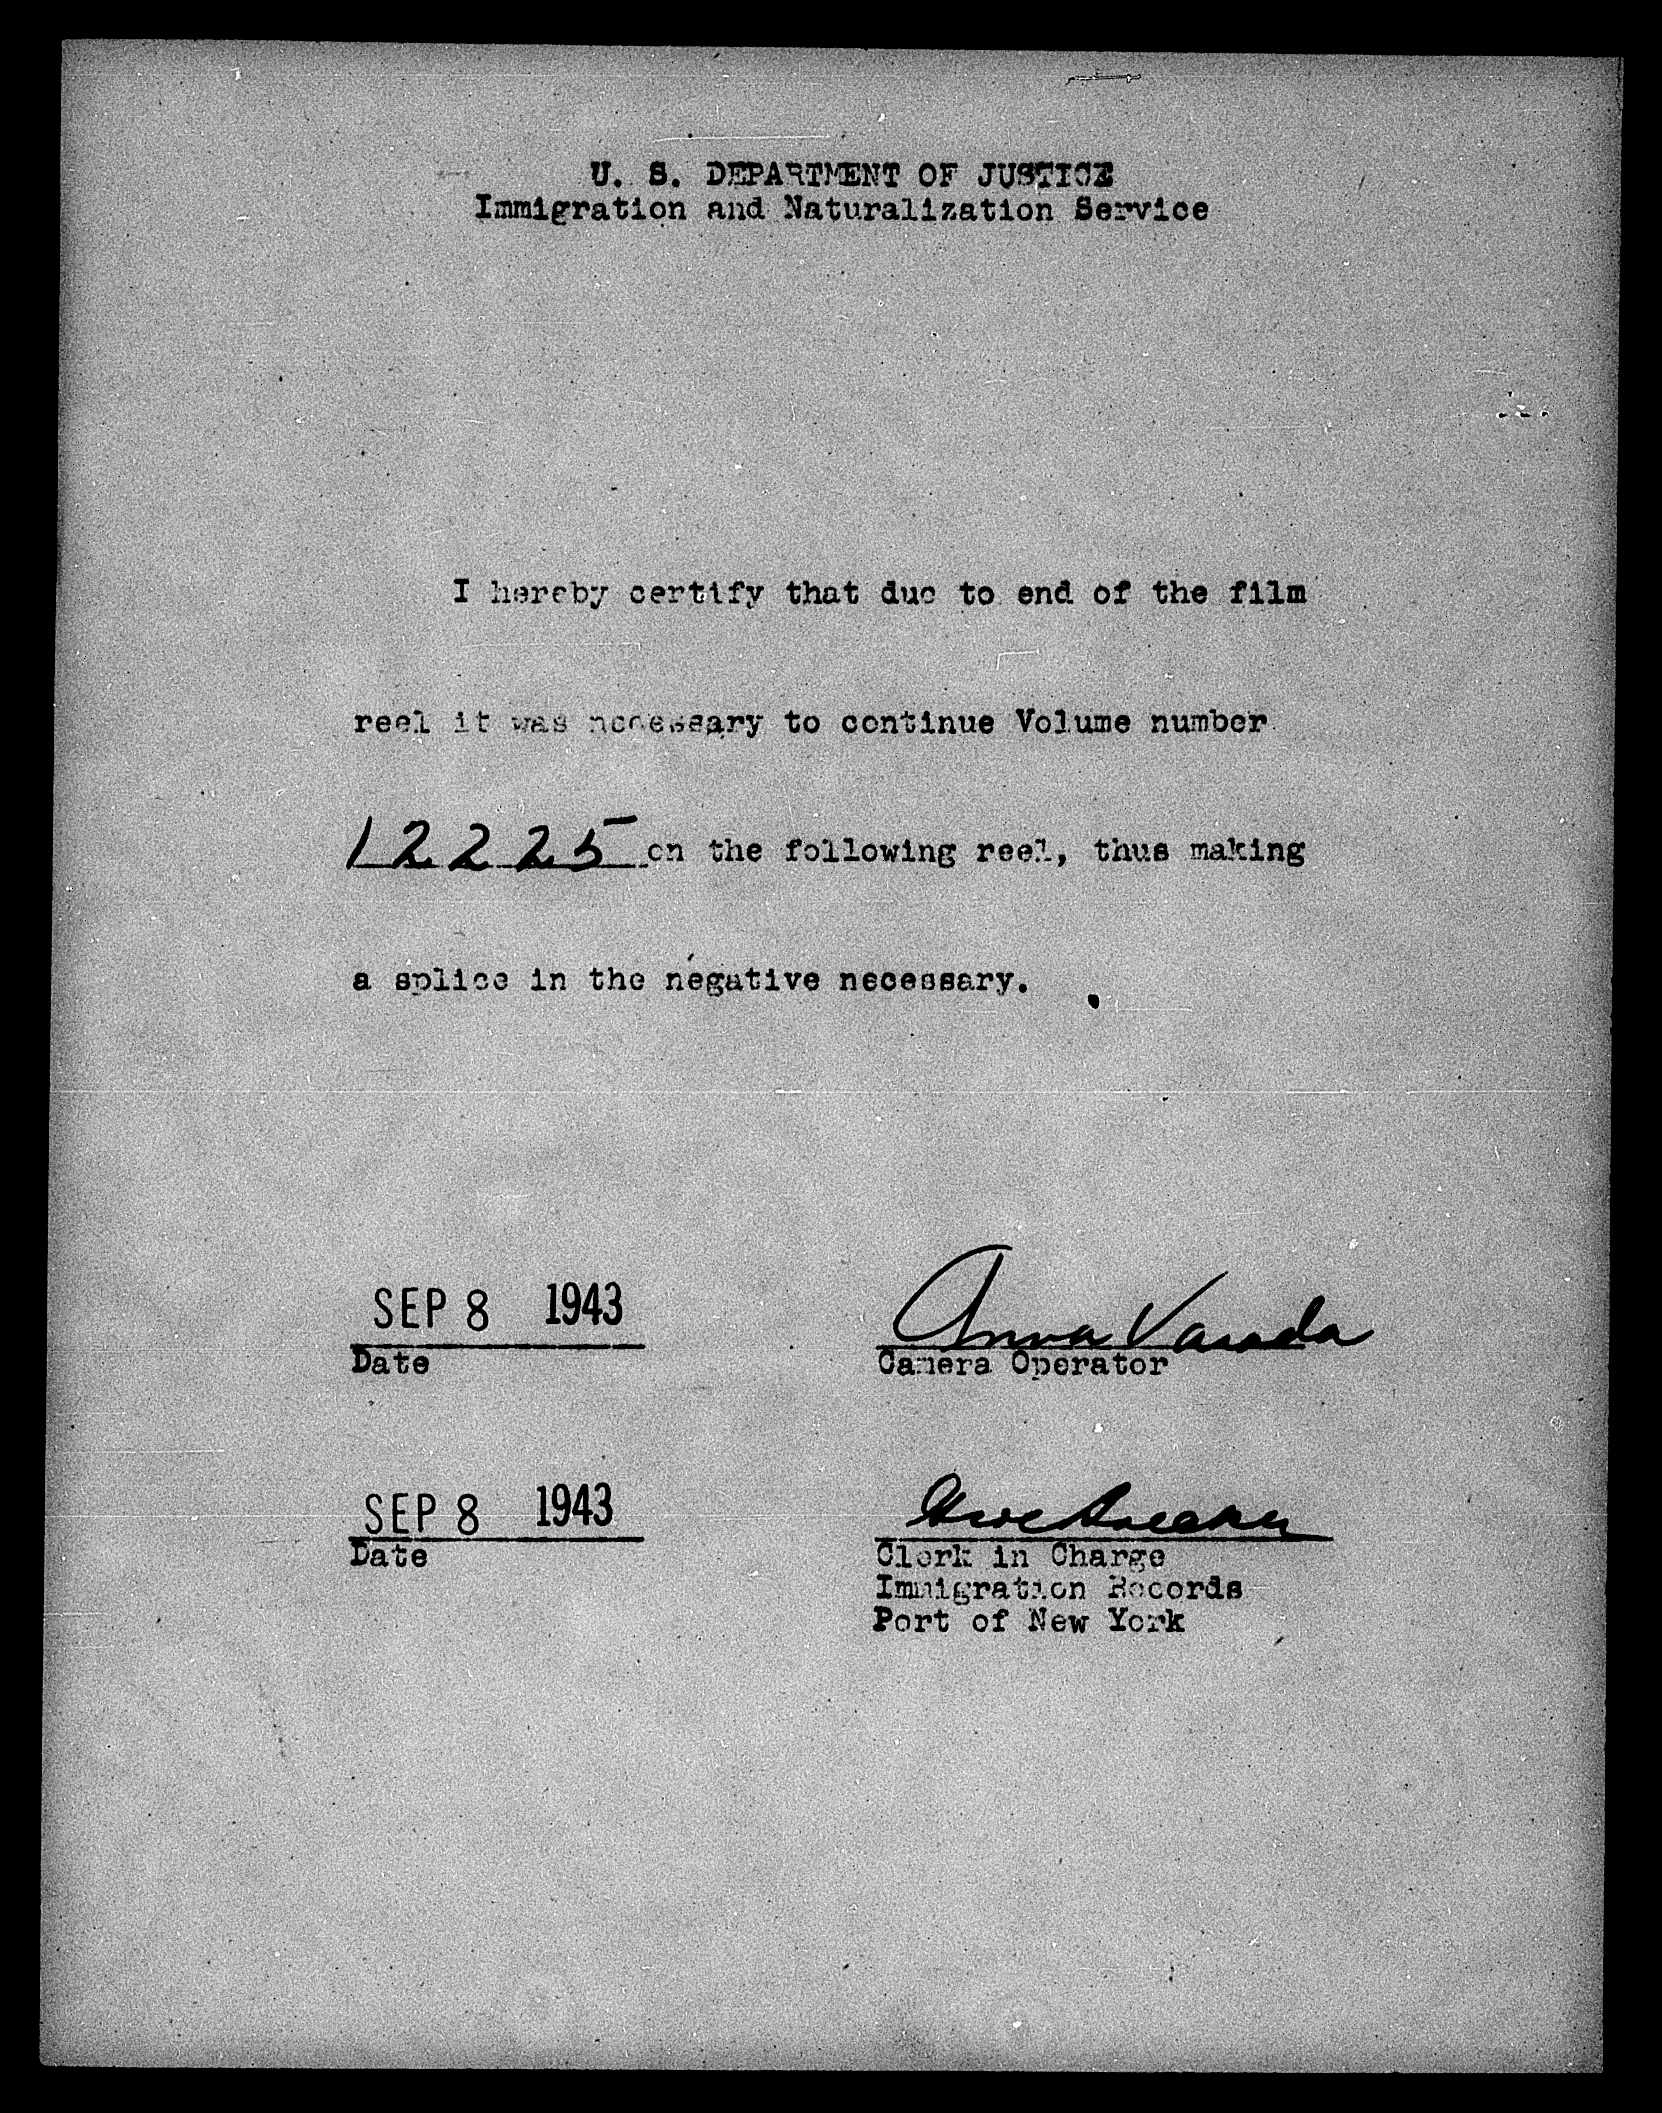 U. S. DEPARTMENT OF JUSTICE
Immigration and Naturalization Service
I hereby certify that due to end of the film
reel it was necessary to continue Volume number
12225 on the following reel, thus making
a splice in the negative necessary.
SEP 8 1943
Anna Varada
Date
Camera Operator
SEP 8 1943
Date
Clerk in Charge
Immigration Records
Port of New York